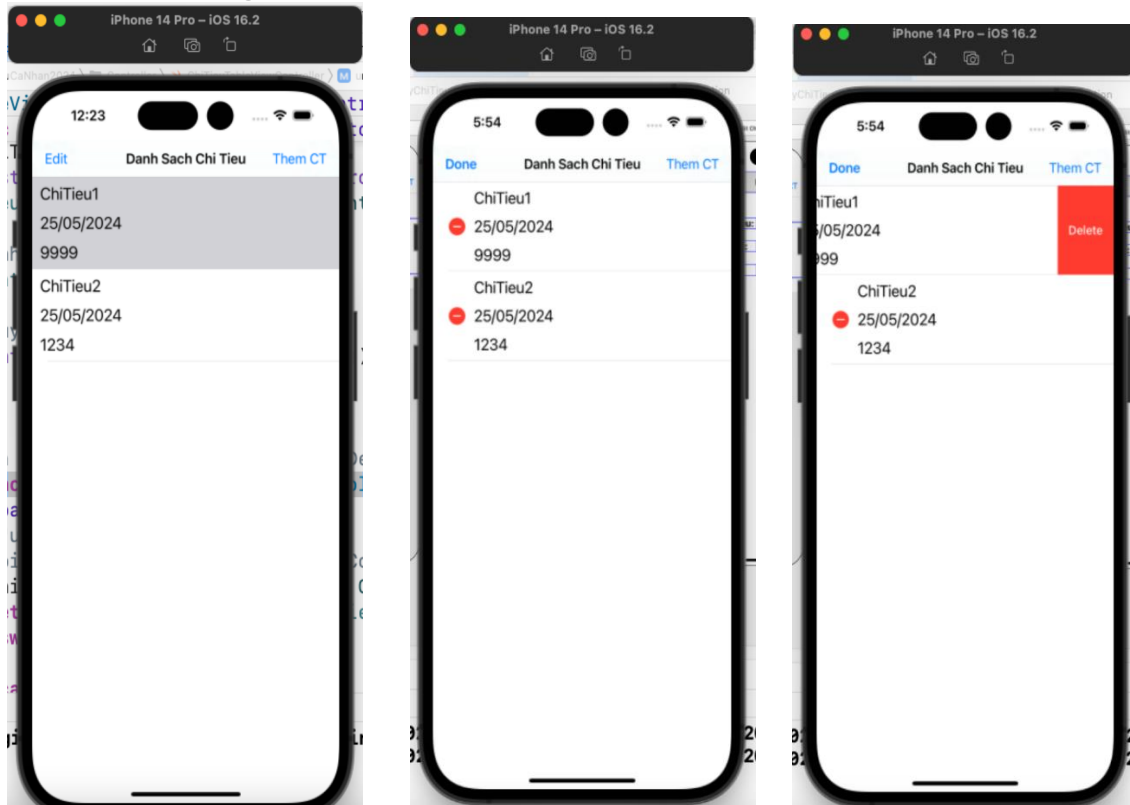 iPhone 14 Pro – iOS 16.2
12:23
Edit Danh Sach Chi Tieu Them CT
ChiTieu1
25/05/2024
9999
ChiTieu2
25/05/2024
1234
iPhone 14 Pro – iOS 16.2
5:54
Done Danh Sach Chi Tieu Them CT
ChiTieu1
25/05/2024
9999
ChiTieu2
25/05/2024
1234
iPhone 14 Pro – iOS 16.2
5:54
Done Danh Sach Chi Tieu Them CT
hiTieu1
5/05/2024
999
Delete
ChiTieu2
25/05/2024
1234